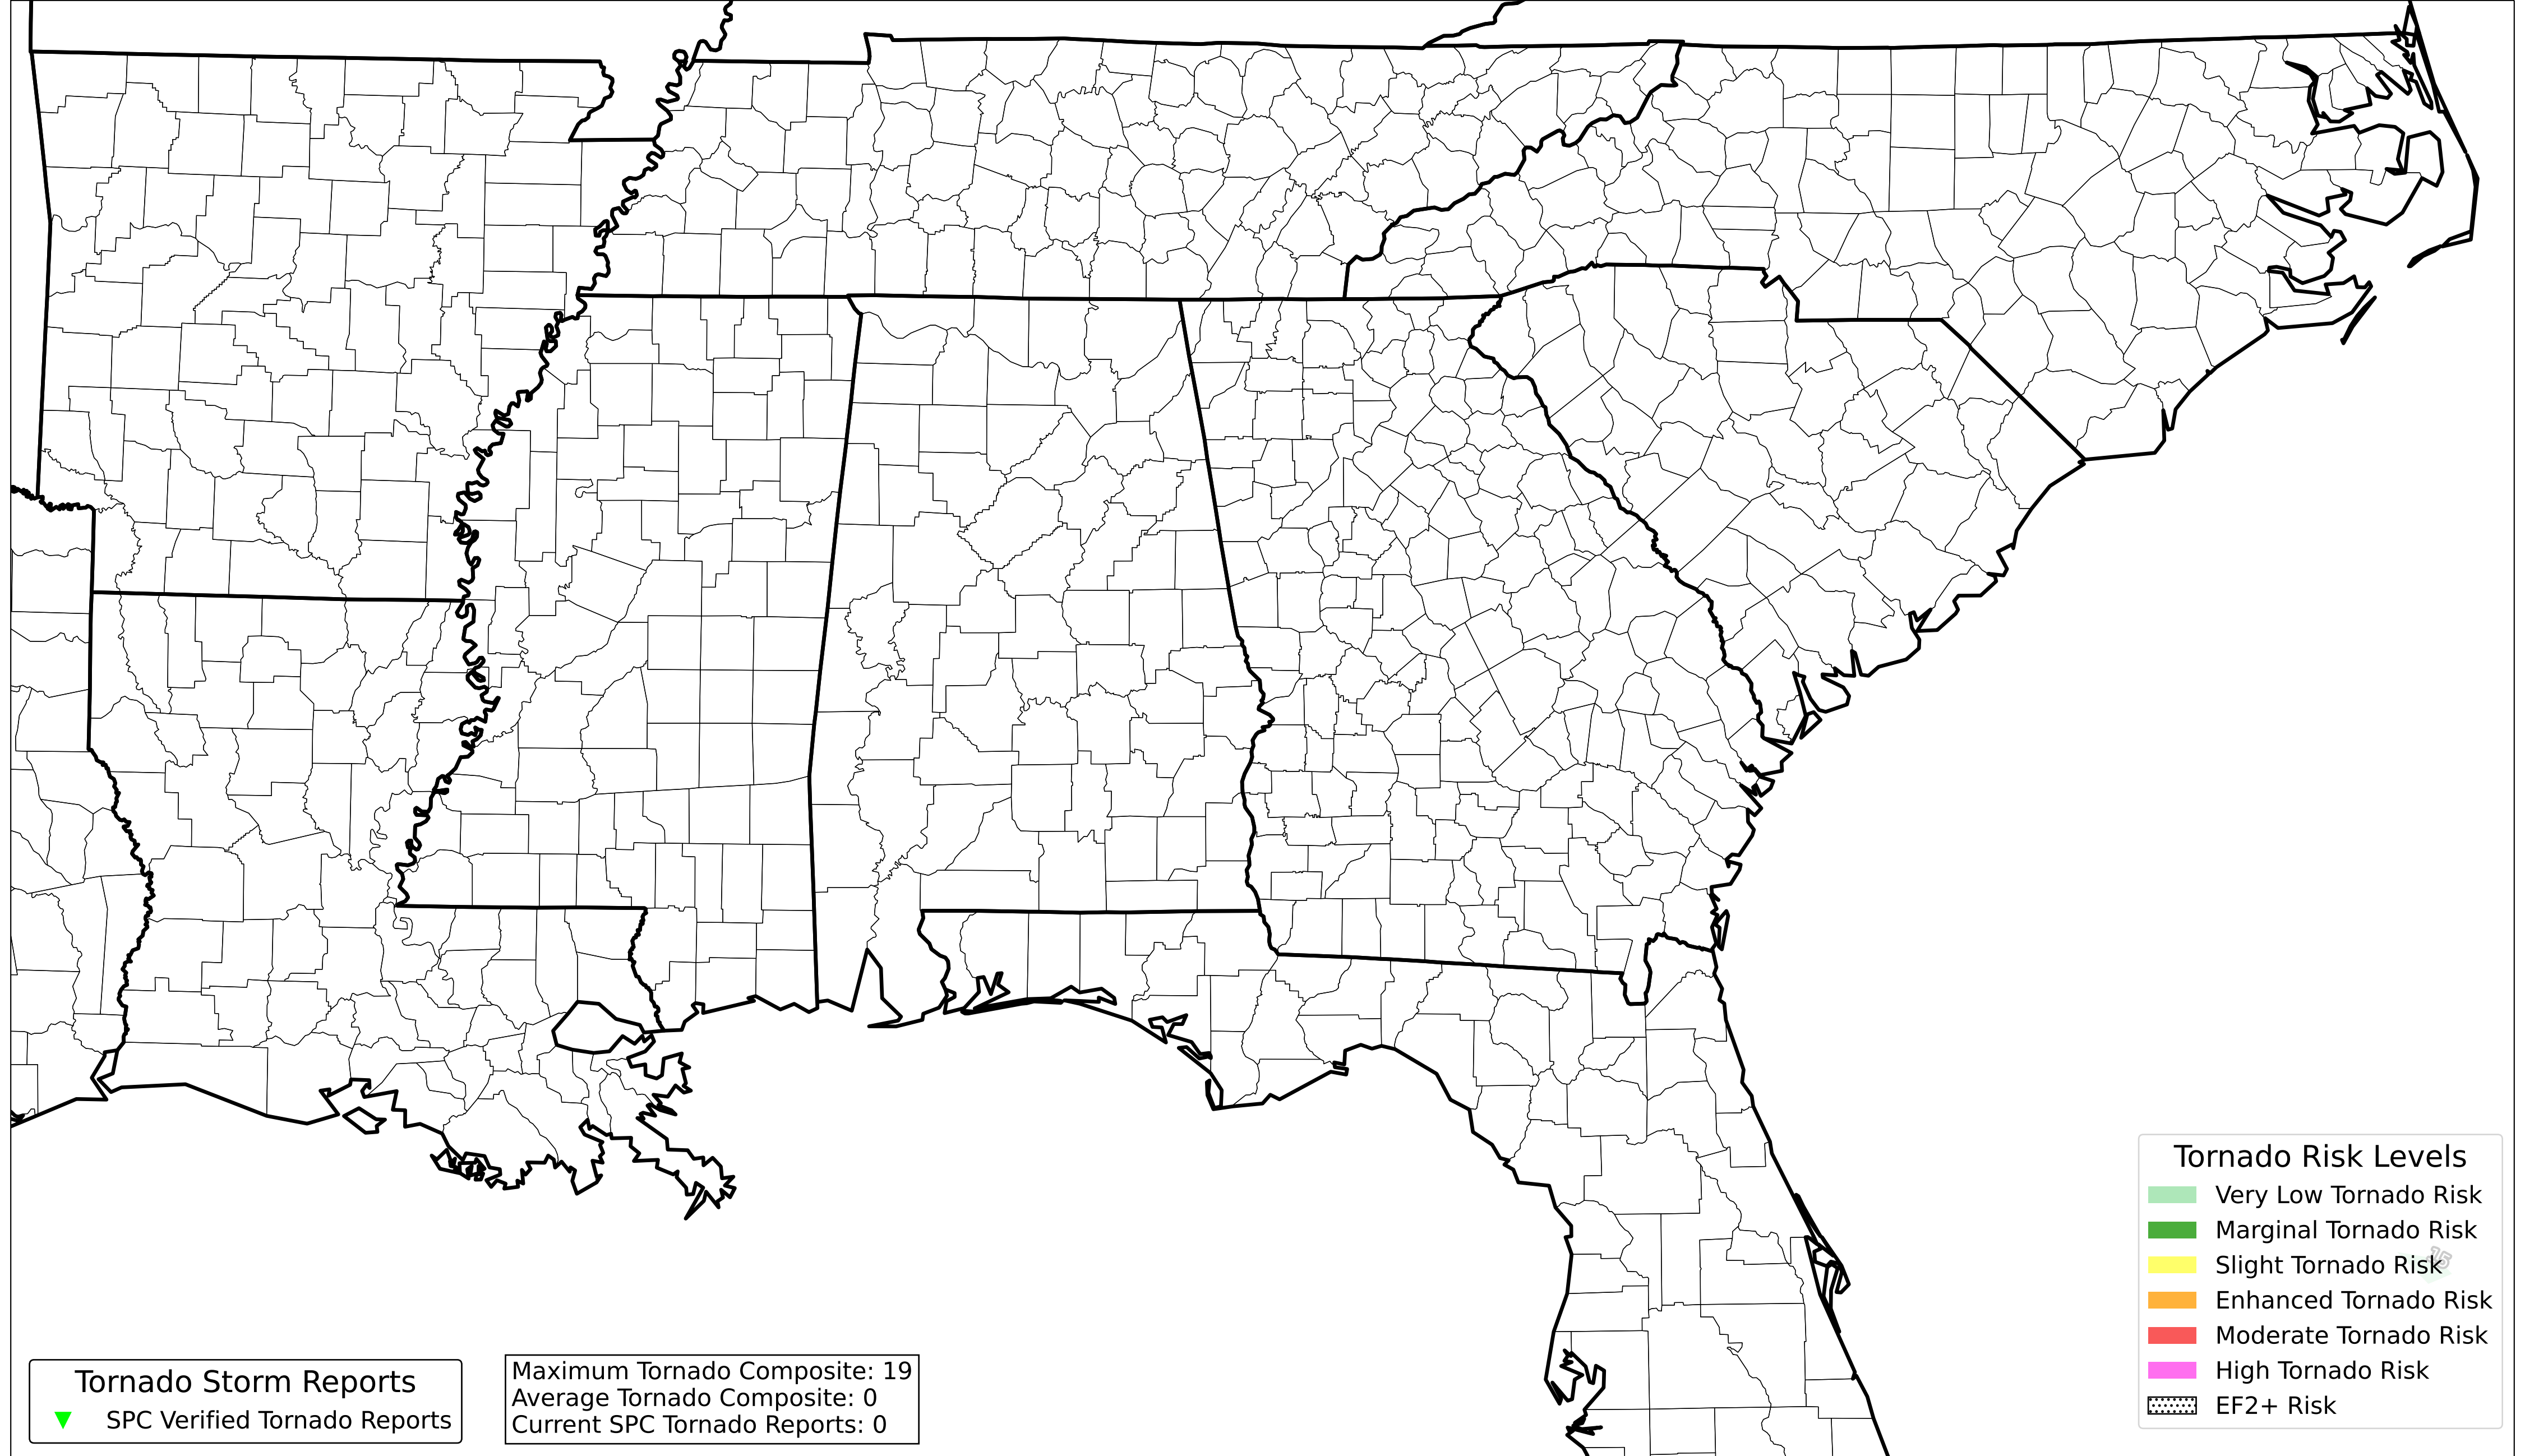 Tornado Risk Levels
Very Low Tornado Risk
Marginal Tornado Risk
Slight Tornado Risk
15
Enhanced Tornado Risk
Moderate Tornado Risk
High Tornado Risk
EF2+ Risk
Tornado Storm Reports
SPC Verified Tornado Reports
Maximum Tornado Composite: 19
Average Tornado Composite: 0
Current SPC Tornado Reports: 0